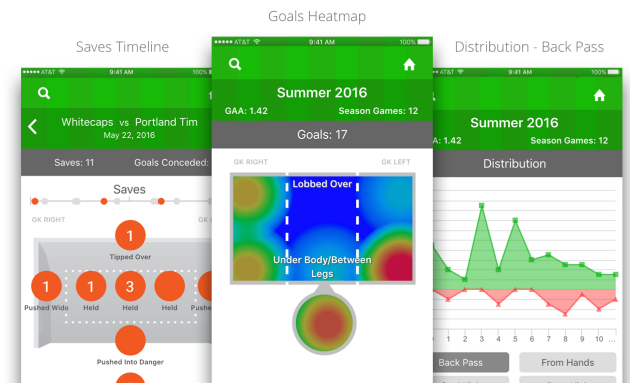 Goals Heatmap
Saves Timeline
Distribution - Back Pass
AT&T 9:41 AM 100%
Whitecaps vs Portland Tim
May 22, 2016
Saves: 11 Goals Conceded:
Saves
GK RIGHT
1
Tipped Over
1 1 3
Pushed Wide Held Held Held
Pushed Into Danger
AT&T 9:41 AM 100%
Summer 2016
GAA: 1.42 Season Games: 12
Goals: 17
GK RIGHT GK LEFT
Lobbed Over
Under Body/Between
Legs
AT&T 9:41 AM 100%
Summer 2016
1.42 Season Games: 12
Distribution
0 1 2 3 4 5 6 7 8 9 10 ...
Back Pass From Hands